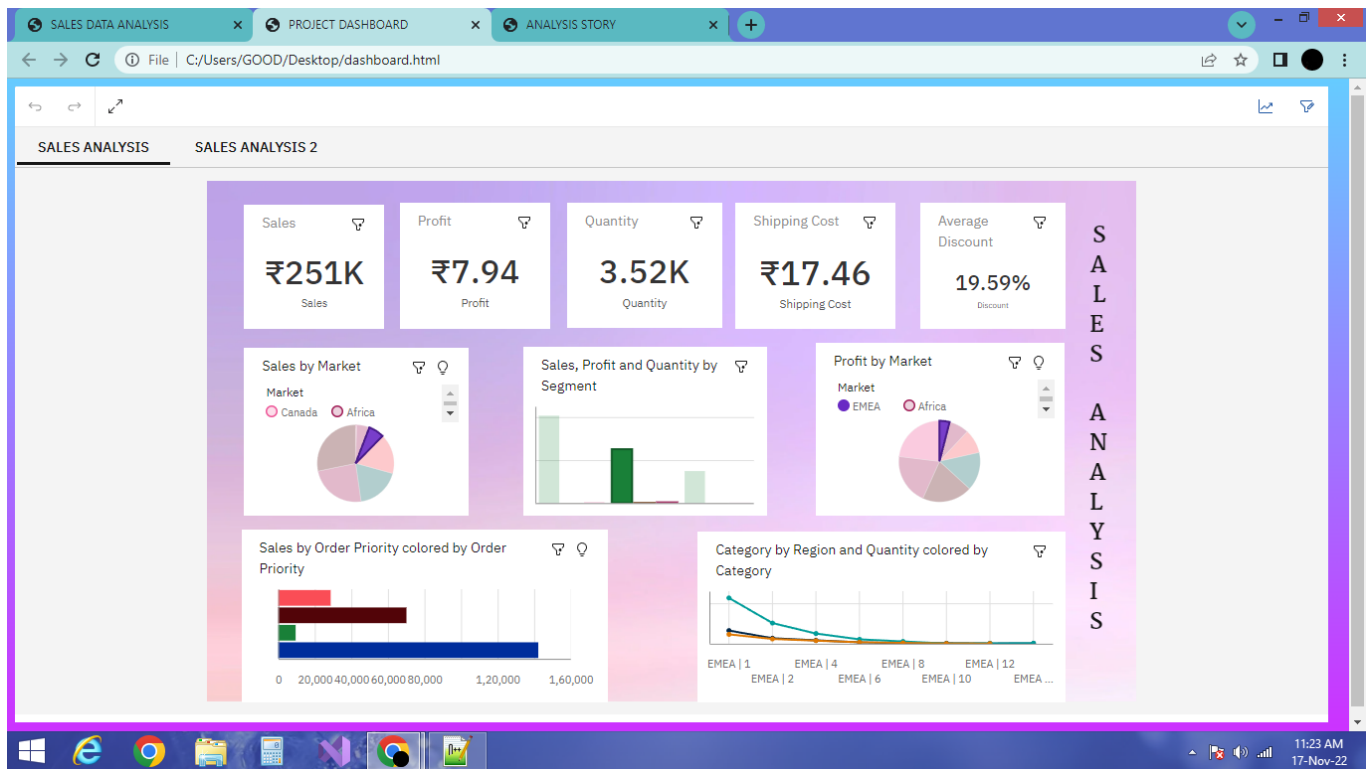 SALES DATA ANALYSIS
PROJECT DASHBOARD
ANALYSIS STORY
File
C:/Users/GOOD/Desktop/dashboard.html
SALES ANALYSIS
SALES ANALYSIS 2
Sales
₹251K
Sales
Profit
₹7.94
Profit
Quantity
3.52K
Quantity
Shipping Cost
₹17.46
Shipping Cost
Average
Discount
19.59%
Discount
SALES ANALYSIS
Sales by Market
Market
Canada
Africa
Sales, Profit and Quantity by
Segment
Profit by Market
Market
EMEA
Africa
Sales by Order Priority colored by Order
Priority
0 20,000 40,000 60,000 80,000 1,20,000 1,60,000
Category by Region and Quantity colored by
Category
EMEA | 1 EMEA | 4 EMEA | 8 EMEA | 12
EMEA | 2 EMEA | 6 EMEA | 10 EMEA ...
11:23 AM
17-Nov-22